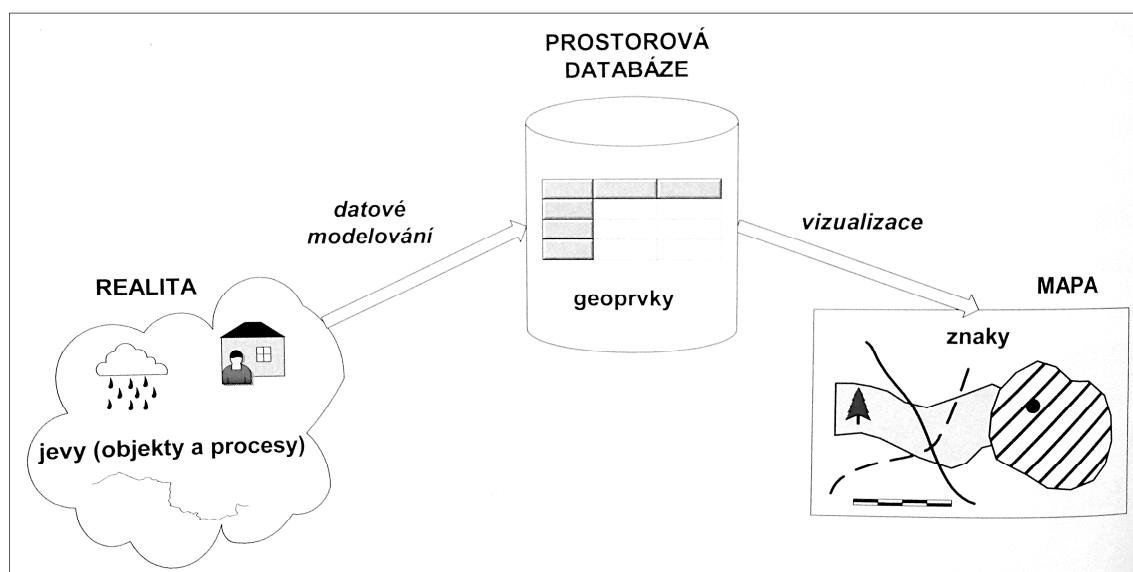 PROSTOROVÁ
DATABÁZE
datové
modelování
vizualizace
REALITA
geoprvky
MAPA
znaky
jevy (objekty a procesy)